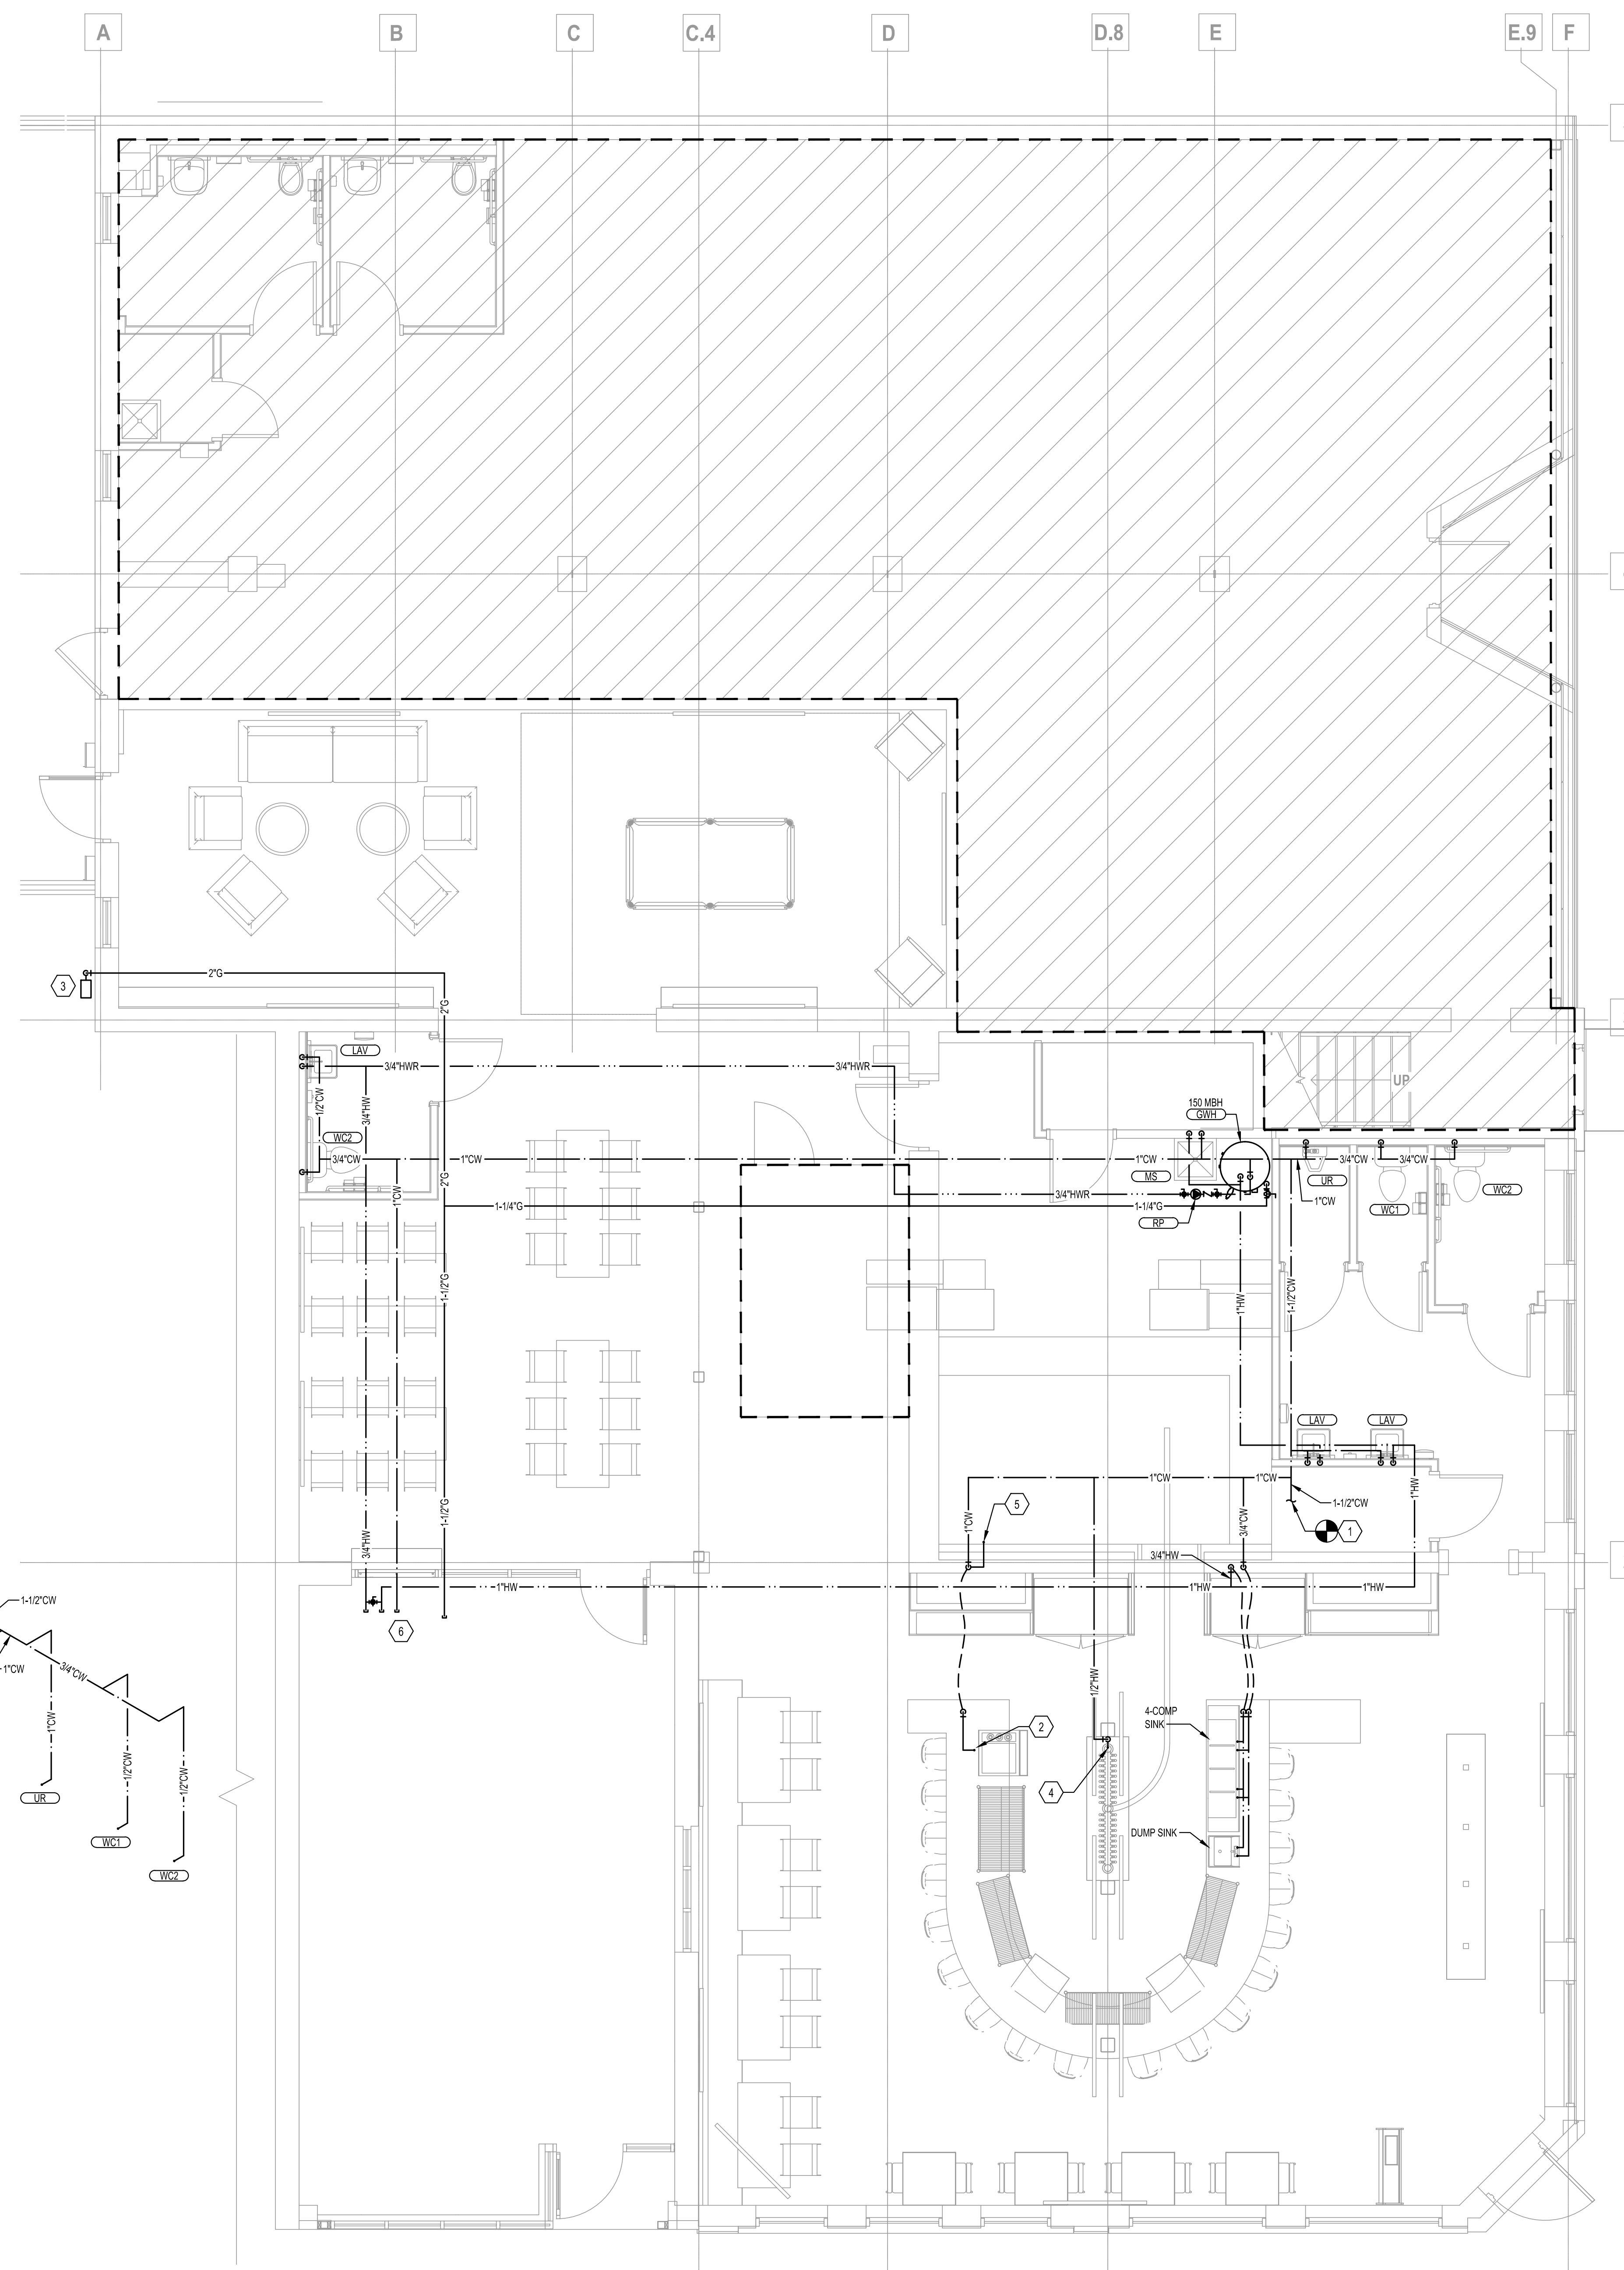 A
B
C
C.4
D
D.8
E
E.9
F
2"G
3
2"G
LAV
3/4"HWR
3/4"HWR
UP
1/2"CW
3/4"HW
150 MBH
GWH
WC2
3/4"CW
1"CW
1"CW
3/4"CW
3/4"CW
MS
UR
2"G
1"CW
3/4"HWR
1"CW
WC2
1-1/4"G
1-1/4"G
WC1
RP
1-1/2"G
1"HW
1-1/2"CW
LAV
LAV
1"CW
1"CW
1"HW
1-1/2"G
5
1-1/2"CW
1"CW
3/4"CW
1
3/4"HW
3/4"HW
1"HW
1"HW
1"HW
1-1/2"CW
6
1"CW
3/4"CW
1/2"HW
4-COMP
SINK
1"CW
2
1/2"CW
1/2"CW
4
UR
DUMP SINK
WC1
WC2